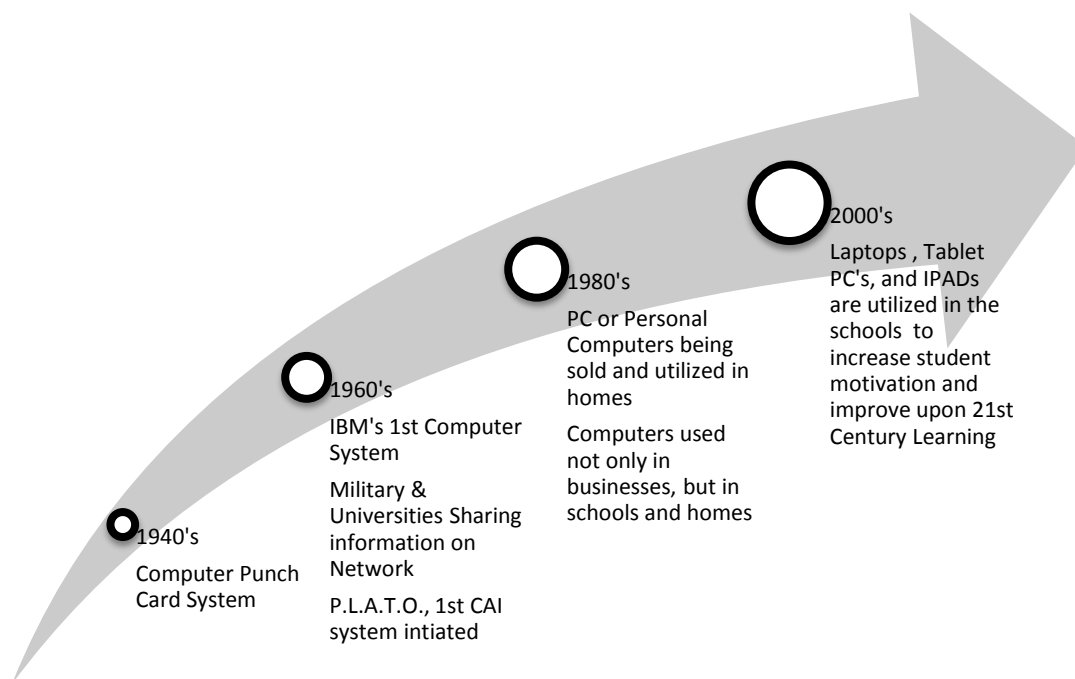 1940's
Computer Punch
Card System
1960's
IBM's 1st Computer
System
Military &
Universities Sharing
information on
Network
P.L.A.T.O., 1st CAI
system intiated
1980's
PC or Personal
Computers being
sold and utilized in
homes
Computers used
not only in
businesses, but in
schools and homes
2000's
Laptops , Tablet
PC's, and IPADs
are utilized in the
schools  to
increase student
motivation and
improve upon 21st
Century Learning